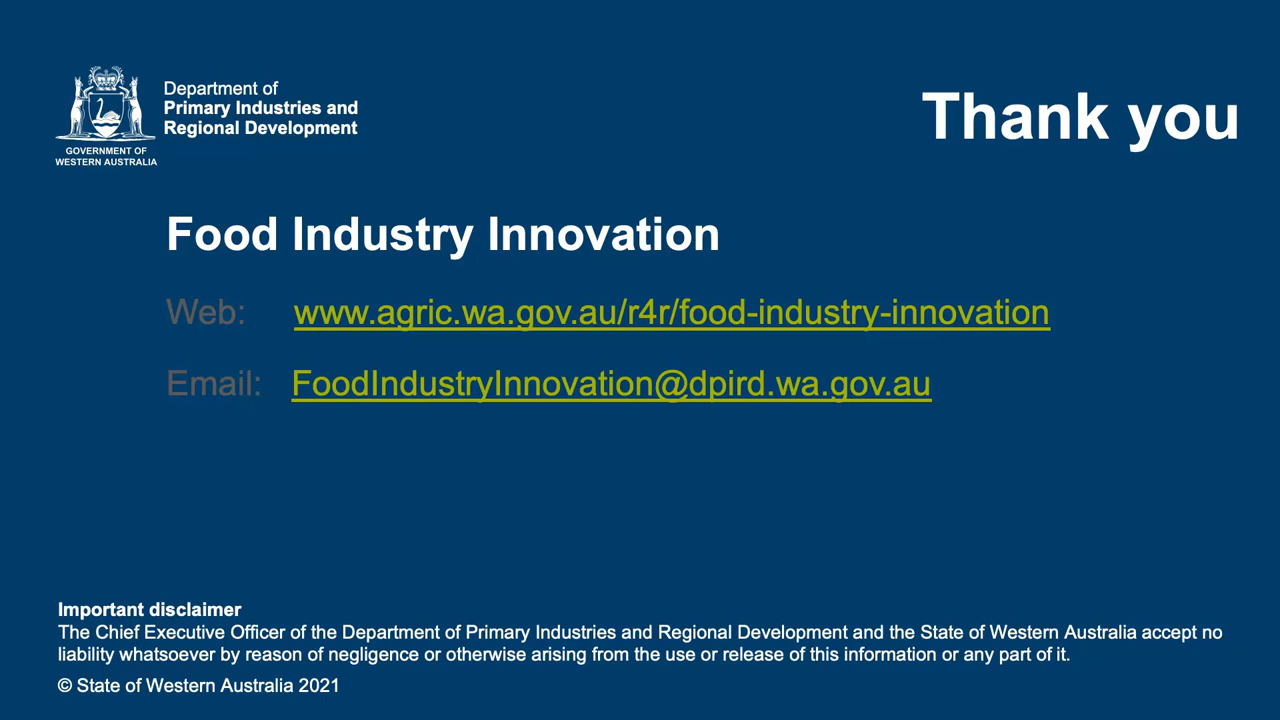 Department of
Primary Industries and
Regional Development
GOVERNMENT OF
WESTERN AUSTRALIA
Thank you
Food Industry Innovation
Web: www.agric.wa.gov.au/r4r/food-industry-innovation
Email: FoodIndustryInnovation@dpird.wa.gov.au
Important disclaimer
The Chief Executive Officer of the Department of Primary Industries and Regional Development and the State of Western Australia accept no
liability whatsoever by reason of negligence or otherwise arising from the use or release of this information or any part of it.
© State of Western Australia 2021